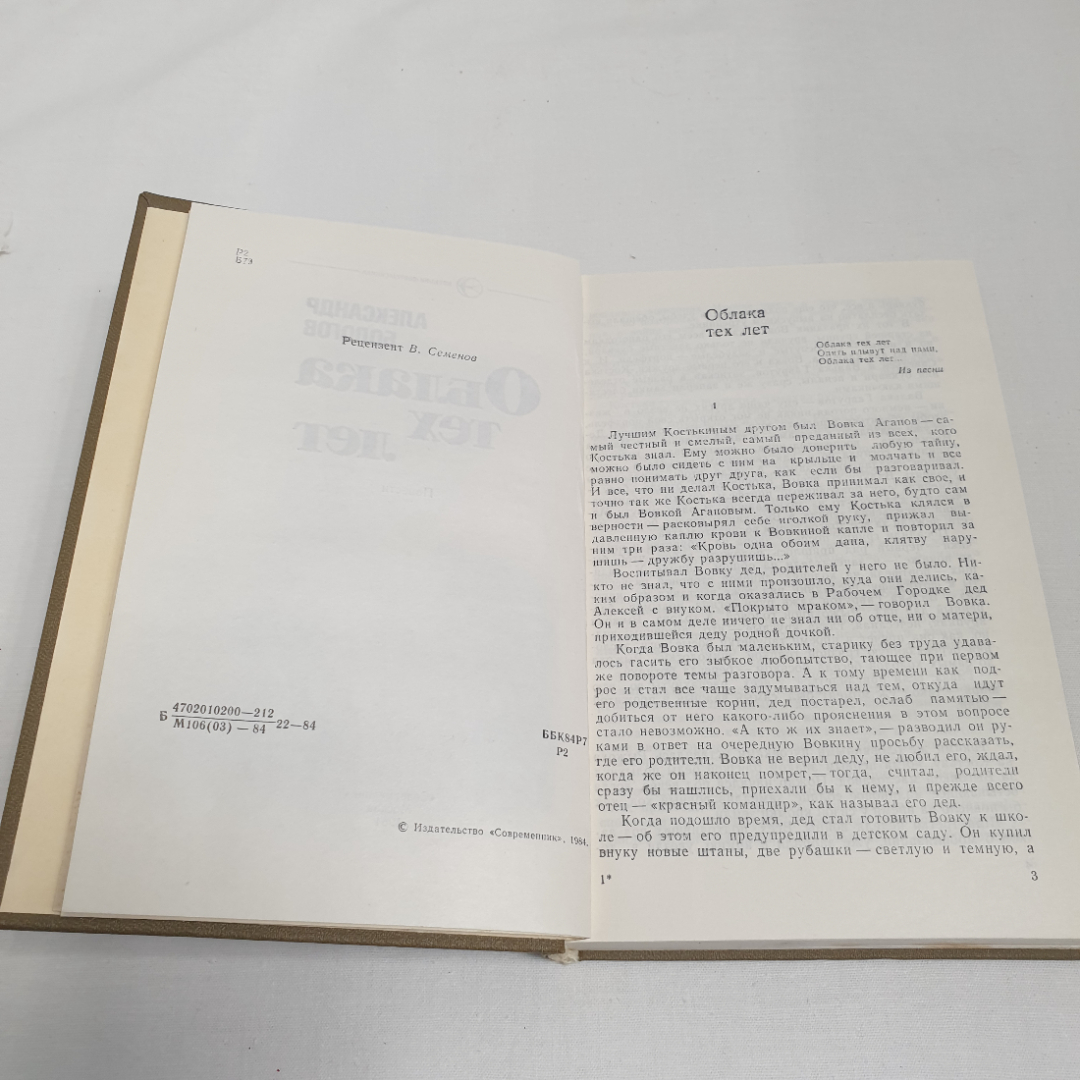 Р2
Б73
Рецензент В. Семенов
Б 4702010200—212
М106(03) — 84 22—84
ББК84Р7
Р2
© Издательство «Современник», 1984.
Облака
тех лет
Облака тех лет
Опять плывут над нами,
Облака тех лет...
Из песни
1
Лучшим Костькиным другом был Вовка Агапов — са-
мый честный и смелый, самый преданный из всех, кого
Костька знал. Ему можно было доверить любую тайну,
можно было сидеть с ним на крыльце и молчать и все
равно понимать друг друга, как если бы разговаривал.
И все, что ни делал Костька, Вовка принимал как свое, и
точно так же Костька всегда переживал за него, будто сам
и был Вовкой Агаповым. Только ему Костька клялся в
верности — расковырял себе иголкой руку, прижал вы-
давленную каплю крови к Вовкиной капле и повторил за
ним три раза: «Кровь одна обоим дана, клятву нару-
шишь — дружбу разрушишь...»
Воспитывал Вовку дед, родителей у него не было. Ни-
кто не знал, что с ними произошло, куда они делись, ка-
ким образом и когда оказались в Рабочем Городке дед
Алексей с внуком. «Покрыто мраком», — говорил Вовка.
Он и в самом деле ничего не знал ни об отце, ни о матери,
приходившейся деду родной дочкой.
Когда Вовка был маленьким, старику без труда удава-
лось гасить его зыбкое любопытство, тающее при первом
же повороте темы разговора. А к тому времени как под-
рос и стал все чаще задумываться над тем, откуда идут
его родственные корни, дед постарел, ослаб памятью —
добиться от него какого-либо прояснения в этом вопросе
стало невозможно. «А кто ж их знает», — разводил он ру-
ками в ответ на очередную Вовкину просьбу рассказать,
где его родители. Вовка не верил деду, не любил его, ждал,
когда же он наконец помрет, — тогда, считал, родители
сразу бы нашлись, приехали бы к нему, и прежде всего
отец — «красный командир», как называл его дед.
Когда подошло время, дед стал готовить Вовку к шко-
ле — об этом его предупредили в детском саду. Он купил
внуку новые штаны, две рубашки — светлую и темную, а
1*
3